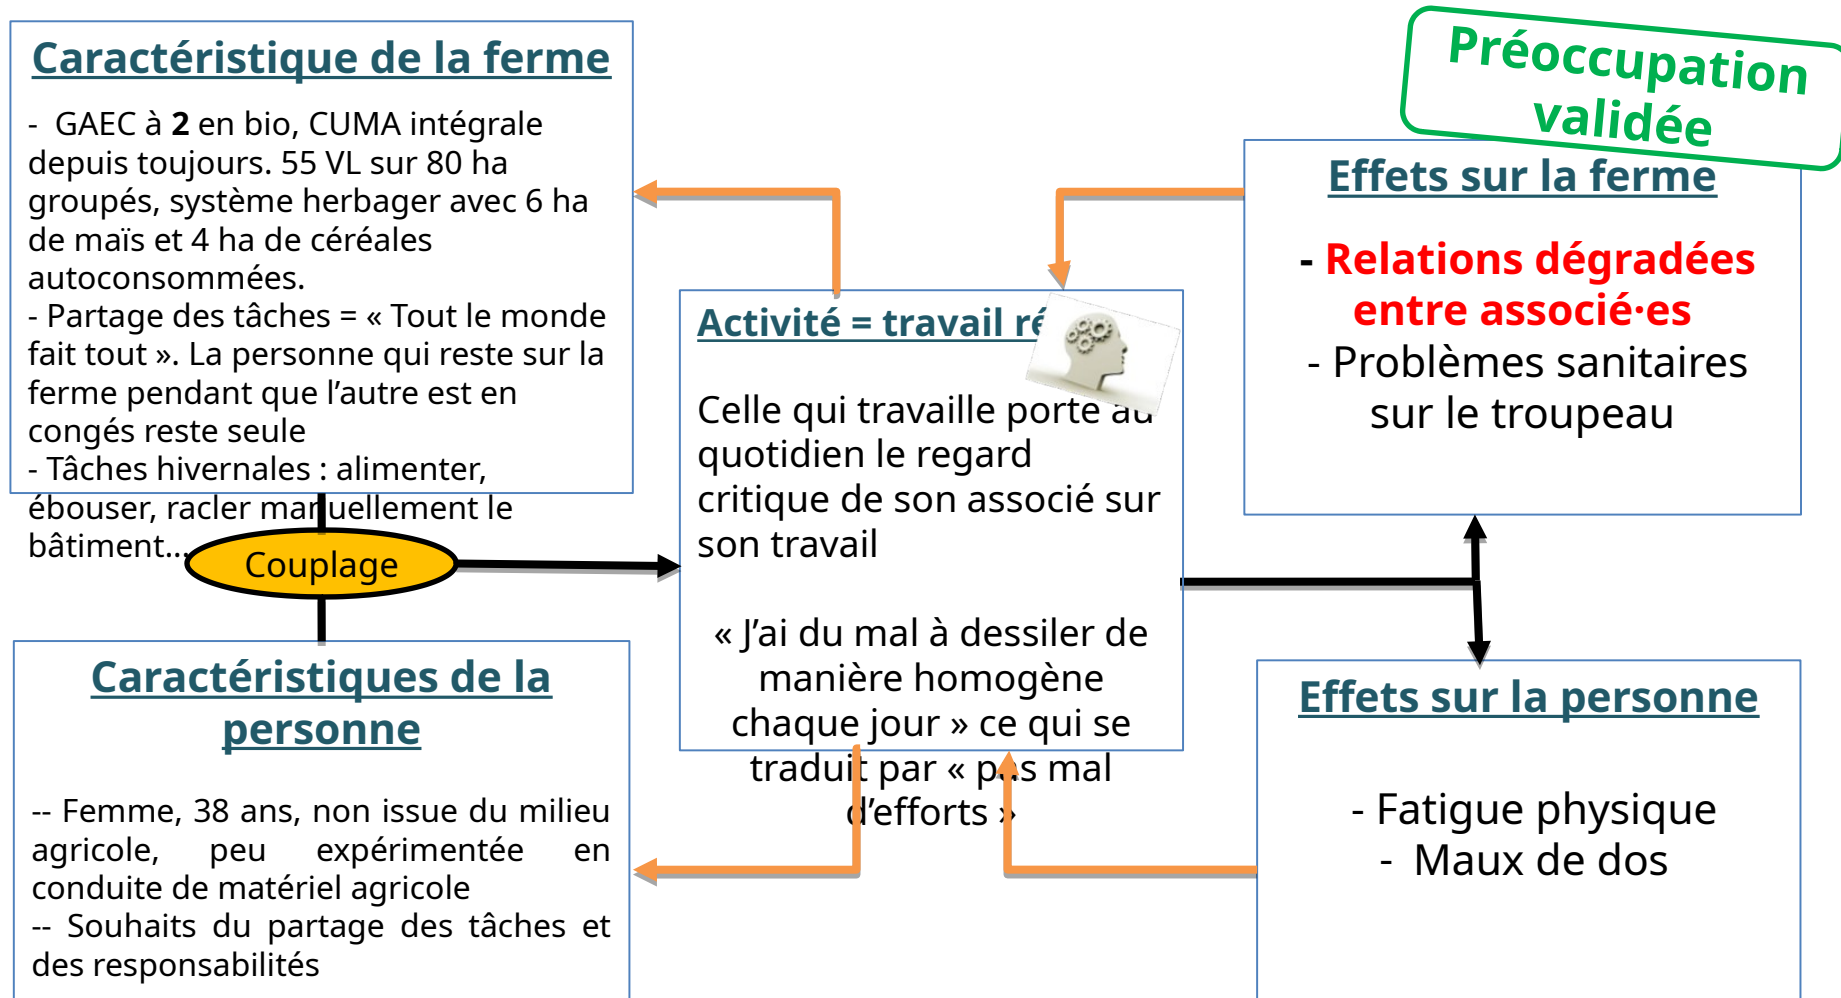 Caractéristique de la ferme
- GAEC à 2 en bio, CUMA intégrale
depuis toujours. 55 VL sur 80 ha
groupés, système herbager avec 6 ha
de maïs et 4 ha de céréales
autoconsommées.
- Partage des tâches = « Tout le monde
fait tout ». La personne qui reste sur la
ferme pendant que l’autre est en
congés reste seule
- Tâches hivernales : alimenter,
ébouser, racler manuellement le
bâtiment...
Couplage
Caractéristiques de la
personne
-- Femme, 38 ans, non issue du milieu
agricole, peu expérimentée en
conduite de matériel agricole
-- Souhaits du partage des tâches et
des responsabilités
Activité = travail ré
Celle qui travaille porte au
quotidien le regard
critique de son associé sur
son travail
« J’ai du mal à dessiler de
manière homogène
chaque jour » ce qui se
traduit par « pas mal
d’efforts »
Préoccupation
validée
Effets sur la ferme
- Relations dégradées
entre associé·es
- Problèmes sanitaires
sur le troupeau
Effets sur la personne
- Fatigue physique
- Maux de dos